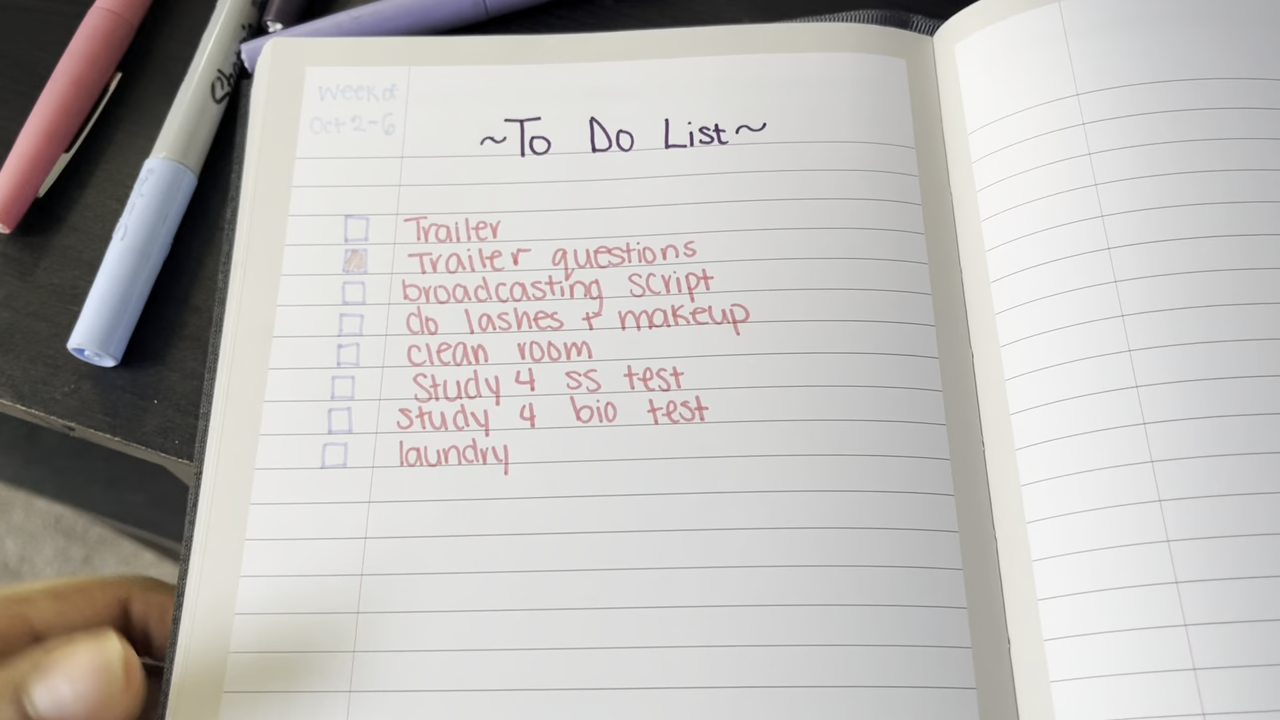 Week of
Oct 2-6
~To Do List~
Trailer
Trailer questions
broadcasting script
do lashes + makeup
clean room
Study 4 ss test
study 4 bio test
laundry